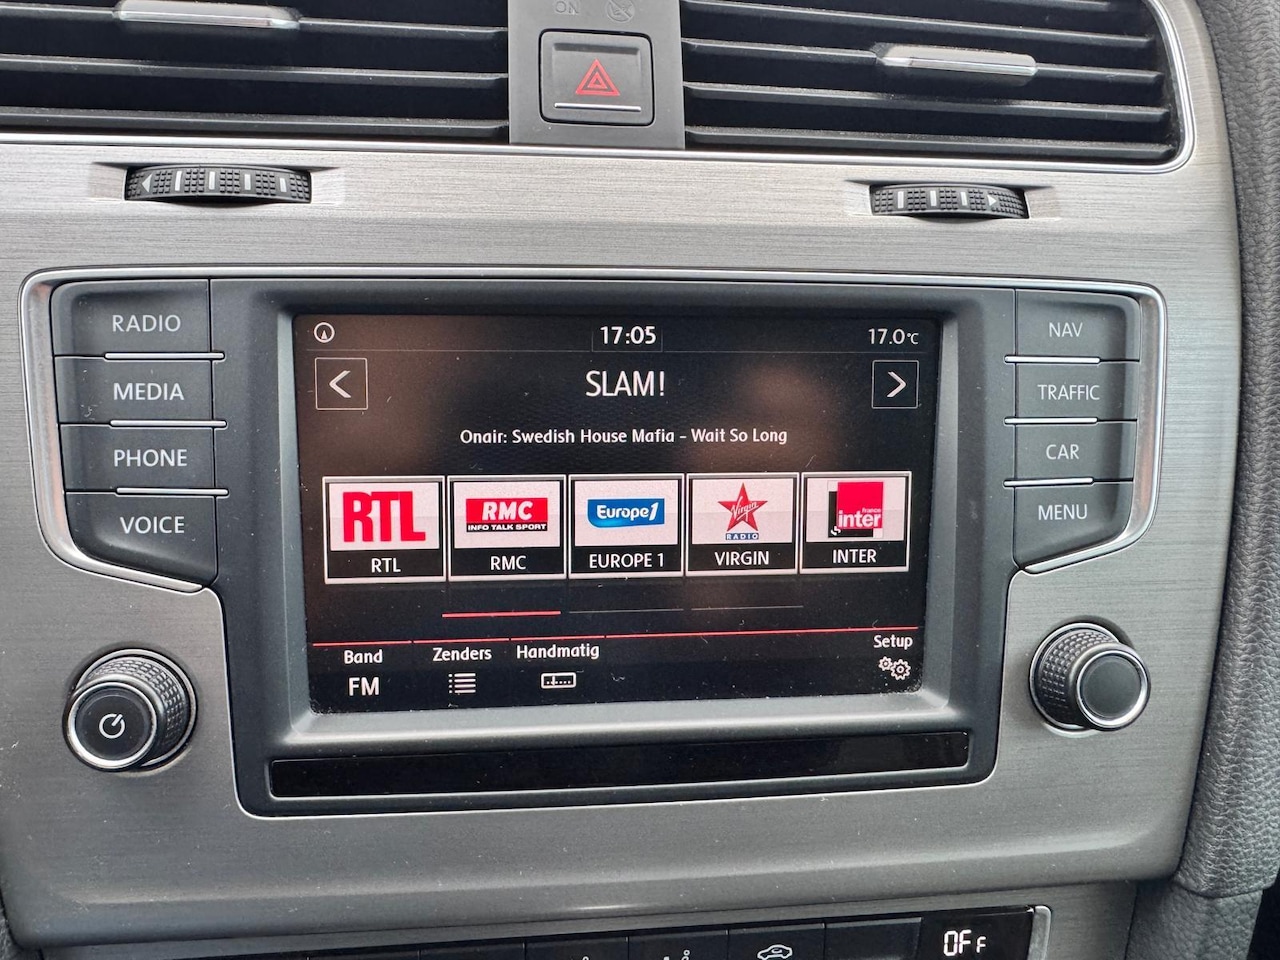 ON
RADIO
MEDIA
PHONE
VOICE
17:05
17.0°C
SLAM!
Onair: Swedish House Mafia - Wait So Long
RTL
RMC
INFO TALK SPORT
Europe1
Virgin
RADIO
france
inter
RTL
RMC
EUROPE 1
VIRGIN
INTER
Band
Zenders
Handmatig
Setup
FM
NAV
TRAFFIC
CAR
MENU
OFF